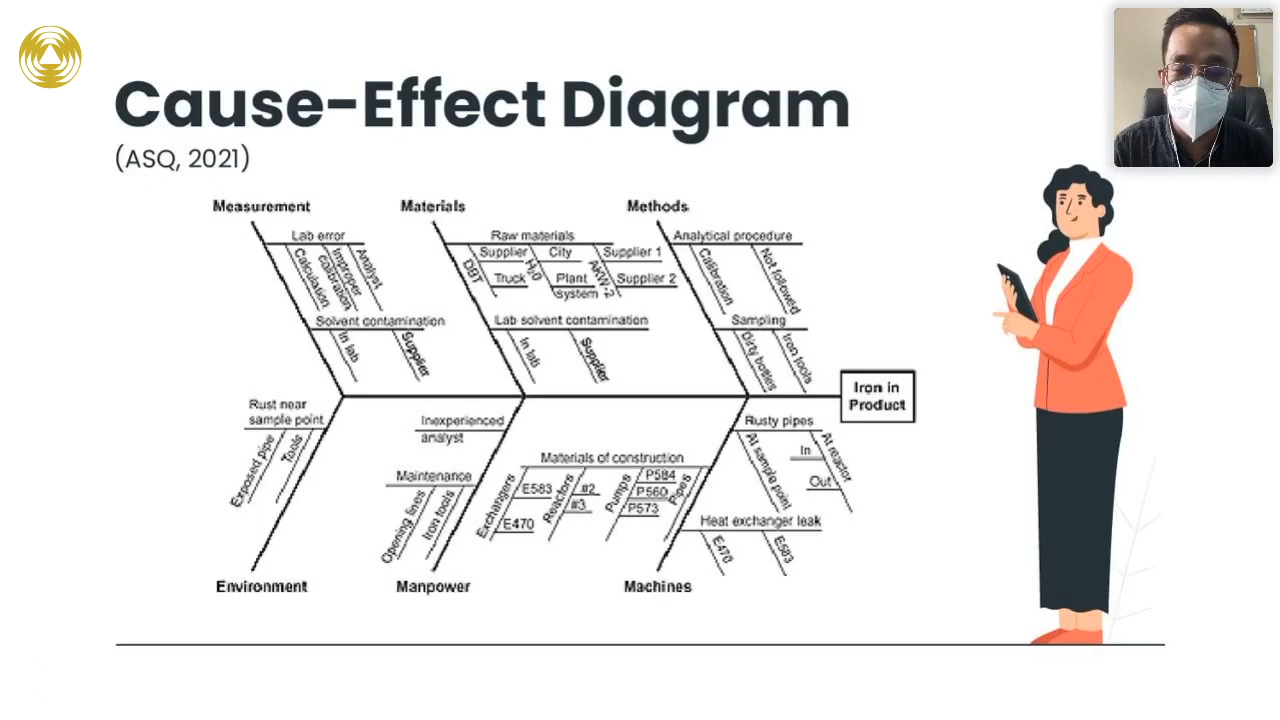 Cause-Effect Diagram
(ASQ, 2021)
Measurement
Materials
Methods
Lab error
Calculation
Improper
calibration
Analyst
Solvent contamination
In lab
Supplier
Raw materials
DBT
Supplier
Truck
H₂0
City
Plant
system
AKW-2
Supplier 1
Supplier 2
Lab solvent contamination
In lab
Supplier
Analytical procedure
Calibration
Not followed
Sampling
Dirty bottles
Iron tools
Iron in
Product
Rust near
sample point
Exposed pipe
Tools
Inexperienced
analyst
Maintenance
Opening lines
Iron tools
Materials of construction
Exchangers
E583
E470
Reactors
#2
#3
Pumps
P584
P560
P573
Pipes
Rusty pipes
At sample point
At reactor
In
Out
Heat exchanger leak
E470
E583
Environment
Manpower
Machines